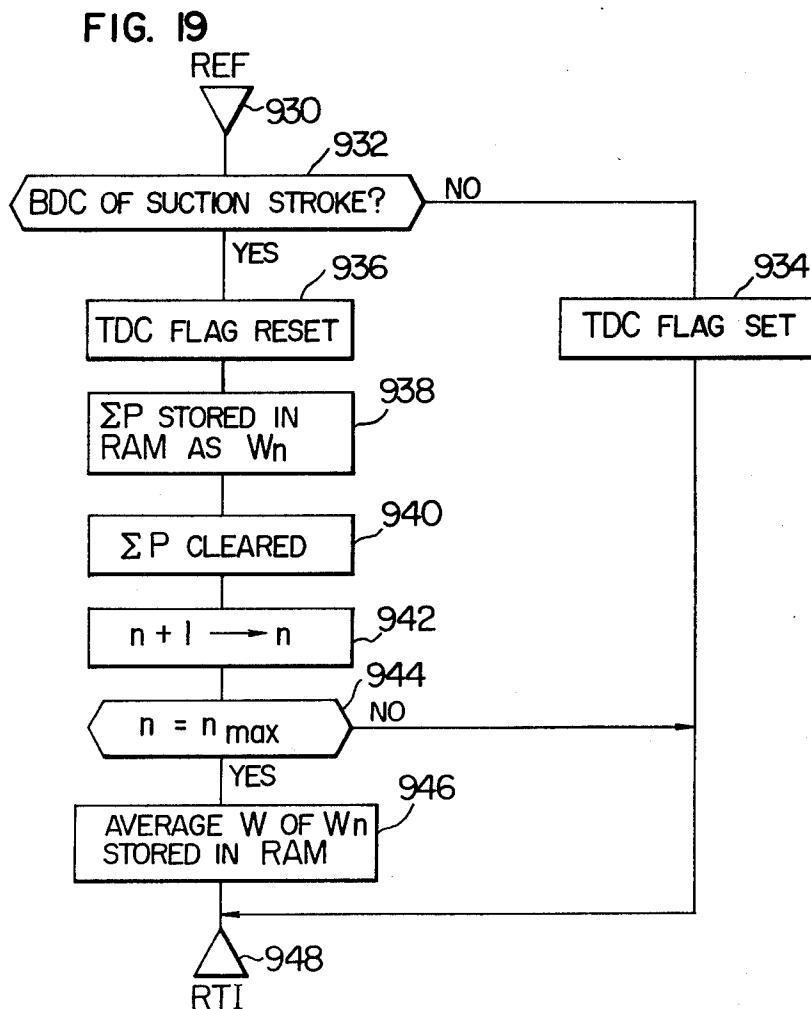 FIG. 19
REF
930
932
BDC OF SUCTION STROKE?
NO
YES
936
934
TDC FLAG RESET
TDC FLAG SET
938
ΣP STORED IN
RAM AS Wn
940
ΣP CLEARED
942
n + 1 → n
944
n = n max
NO
YES
946
AVERAGE W OF Wn
STORED IN RAM
948
RTI